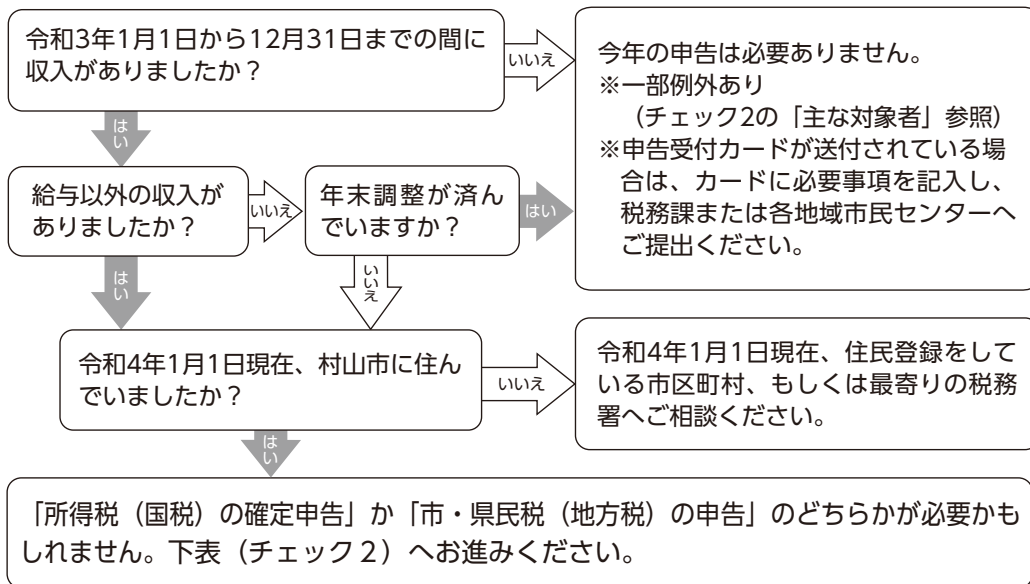 令和3年1月1日から12月31日までの間に
収入がありましたか？
いいえ
今年の申告は必要ありません。
※一部例外あり
（チェック2の「主な対象者」参照）
※申告受付カードが送付されている場
合は、カードに必要事項を記入し、
税務課または各地域市民センターへ
ご提出ください。
はい
給与以外の収入が
ありましたか？
いいえ
年末調整が済ん
でいますか？
はい
はい
いいえ
令和4年1月1日現在、村山市に住ん
でいましたか？
いいえ
令和4年1月1日現在、住民登録をして
いる市区町村、もしくは最寄りの税務
署へご相談ください。
はい
「所得税（国税）の確定申告」か「市・県民税（地方税）の申告」のどちらかが必要かも
しれません。下表（チェック２）へお進みください。